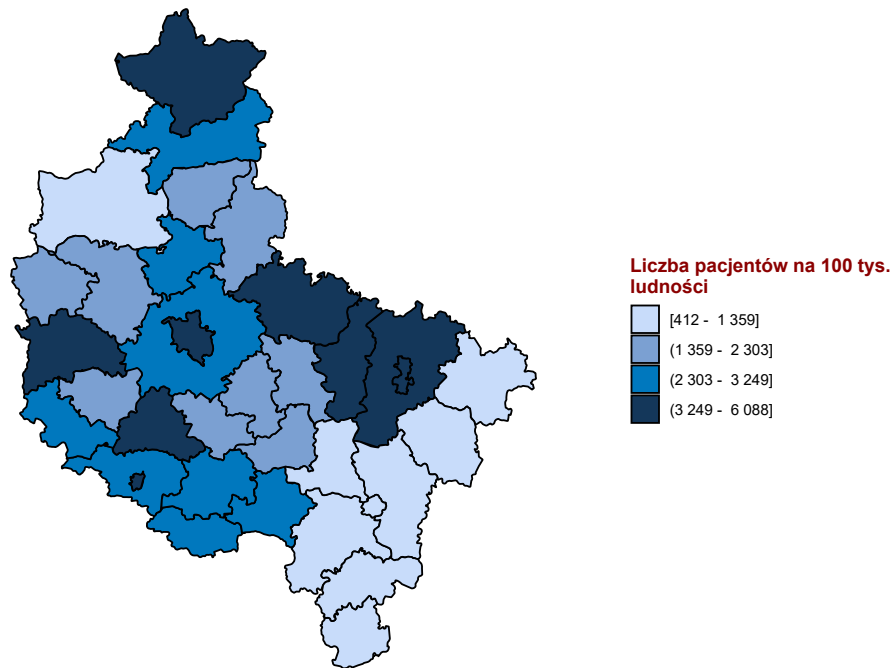 Liczba pacjentów na 100 tys.
ludności
[412 - 1 359]
(1 359 - 2 303]
(2 303 - 3 249]
(3 249 - 6 088]